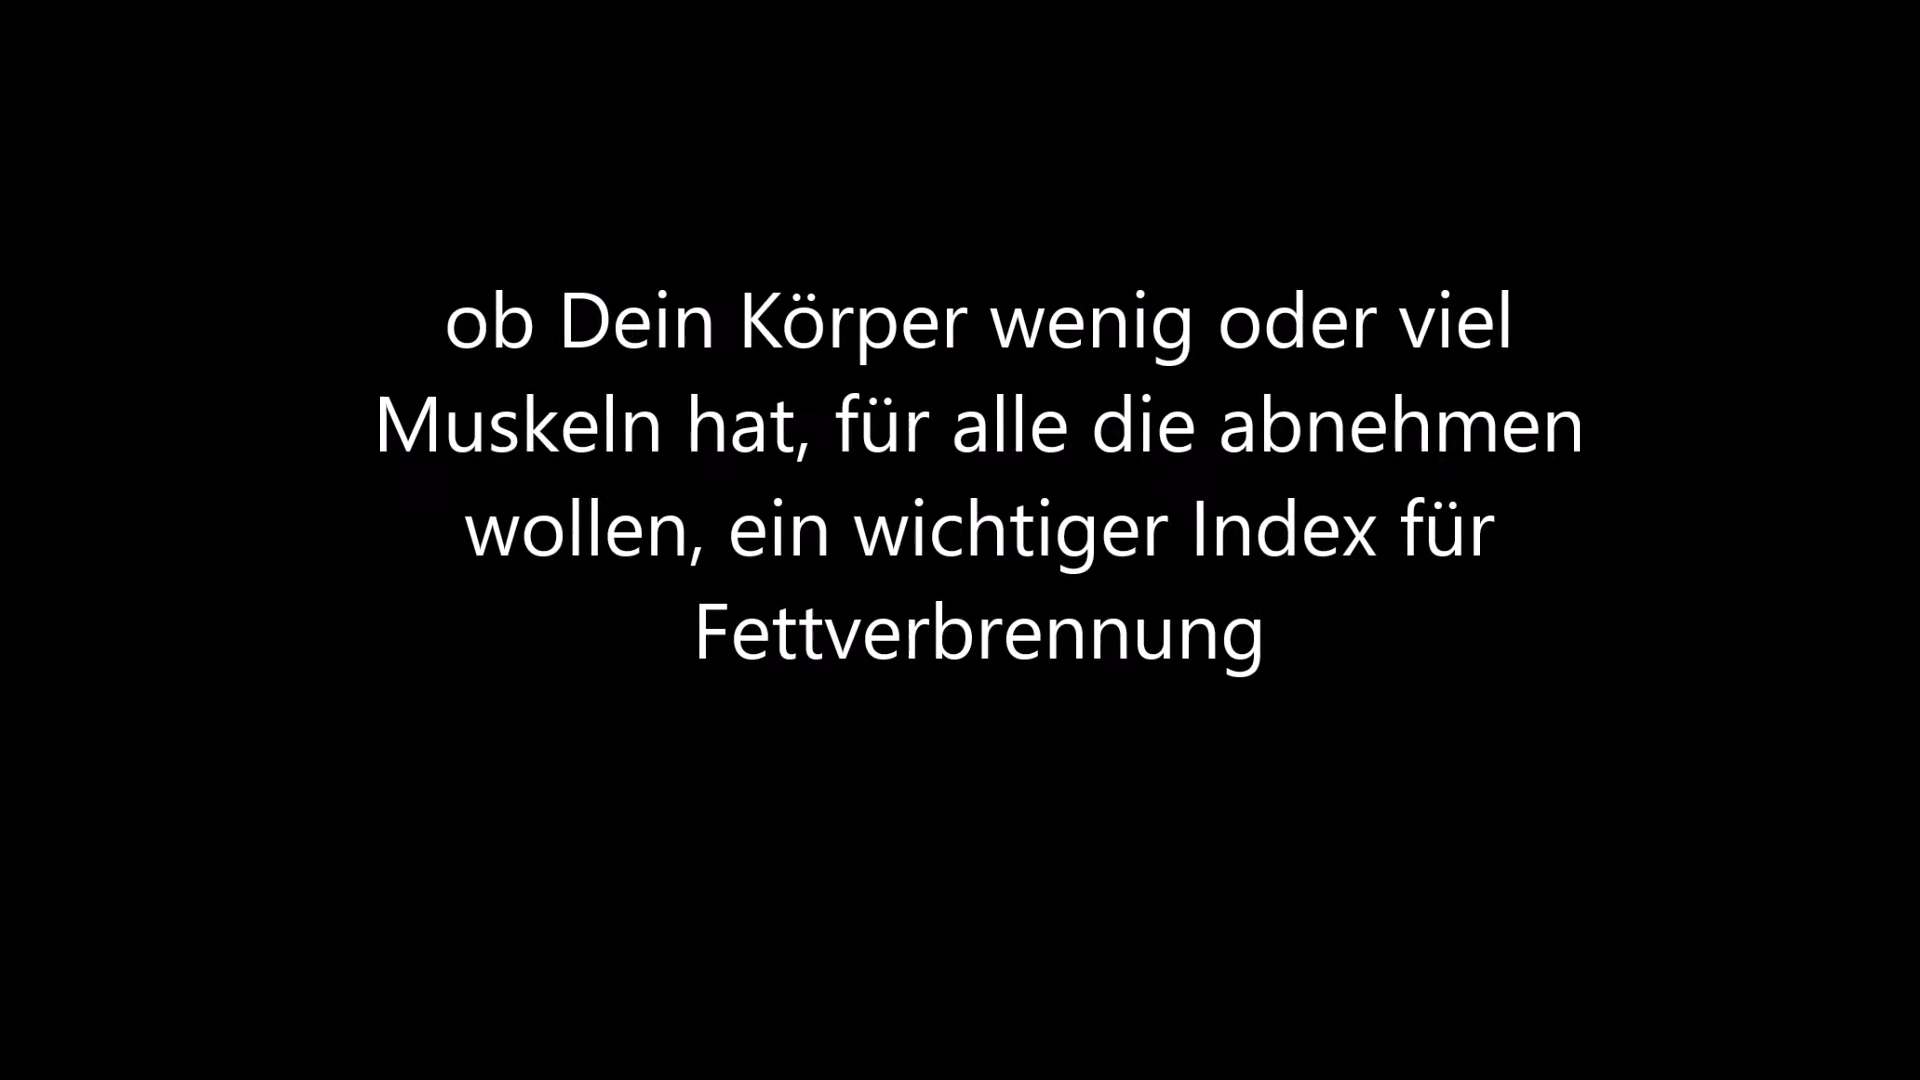 ob Dein Körper wenig oder viel
Muskeln hat, für alle die abnehmen
wollen, ein wichtiger Index für
Fettverbrennung